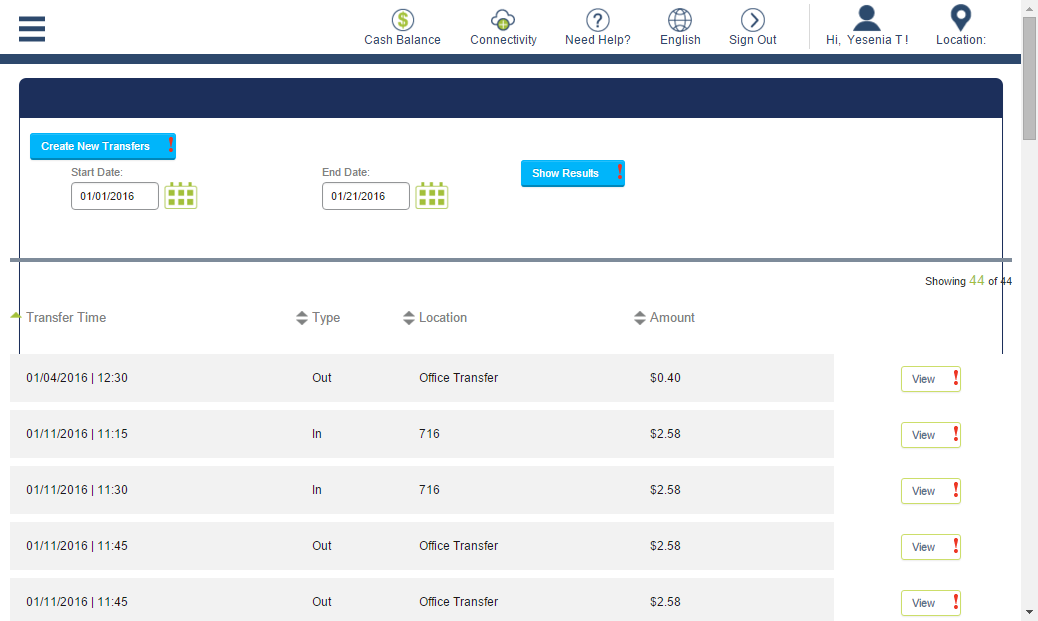 Cash Balance Connectivity Need Help? English Sign Out Hi, Yesenia T ! Location:
Create New Transfers !
Start Date: End Date: Show Results !
01/01/2016 01/21/2016
Showing 44 of 44
Transfer Time Type Location Amount
01/04/2016 | 12:30 Out Office Transfer $0.40 View !
01/11/2016 | 11:15 In 716 $2.58 View !
01/11/2016 | 11:30 In 716 $2.58 View !
01/11/2016 | 11:45 Out Office Transfer $2.58 View !
01/11/2016 | 11:45 Out Office Transfer $2.58 View !